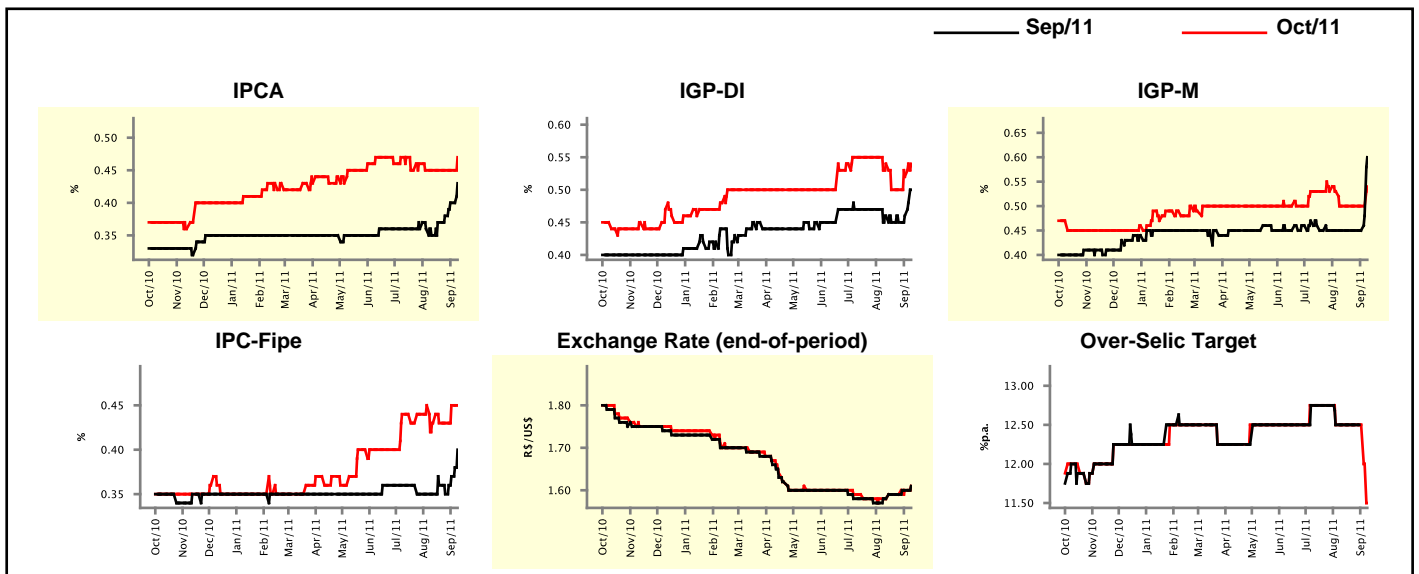 Sep/11 Oct/11
IPCA
%
0.50
0.45
0.40
0.35
Oct/10 Nov/10 Dec/10 Jan/11 Feb/11 Mar/11 Apr/11 May/11 Jun/11 Jul/11 Aug/11 Sep/11
IGP-DI
%
0.60
0.55
0.50
0.45
0.40
Oct/10 Nov/10 Dec/10 Jan/11 Feb/11 Mar/11 Apr/11 May/11 Jun/11 Jul/11 Aug/11 Sep/11
IGP-M
%
0.65
0.60
0.55
0.50
0.45
0.40
Oct/10 Nov/10 Dec/10 Jan/11 Feb/11 Mar/11 Apr/11 May/11 Jun/11 Jul/11 Aug/11 Sep/11
IPC-Fipe
%
0.45
0.40
0.35
Oct/10 Nov/10 Dec/10 Jan/11 Feb/11 Mar/11 Apr/11 May/11 Jun/11 Jul/11 Aug/11 Sep/11
Exchange Rate (end-of-period)
R$/US$
1.80
1.70
1.60
Oct/10 Nov/10 Dec/10 Jan/11 Feb/11 Mar/11 Apr/11 May/11 Jun/11 Jul/11 Aug/11 Sep/11
Over-Selic Target
%p.a.
13.00
12.50
12.00
11.50
Oct/10 Nov/10 Dec/10 Jan/11 Feb/11 Mar/11 Apr/11 May/11 Jun/11 Jul/11 Aug/11 Sep/11